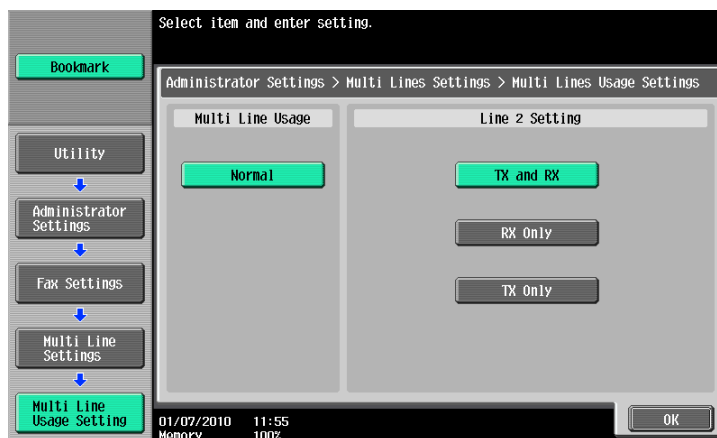 Select item and enter setting.
Bookmark
Administrator Settings > Multi Lines Settings > Multi Lines Usage Settings
Multi Line Usage
Line 2 Setting
Utility
Normal
TX and RX
Administrator
Settings
RX Only
Fax Settings
TX Only
Multi Line
Settings
Multi Line
Usage Setting
01/07/2010 11:55
Memory 100%
OK